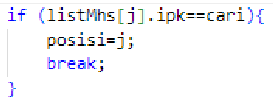 if (listMhs[j].ipk==cari){
posisi=j;
break;
}